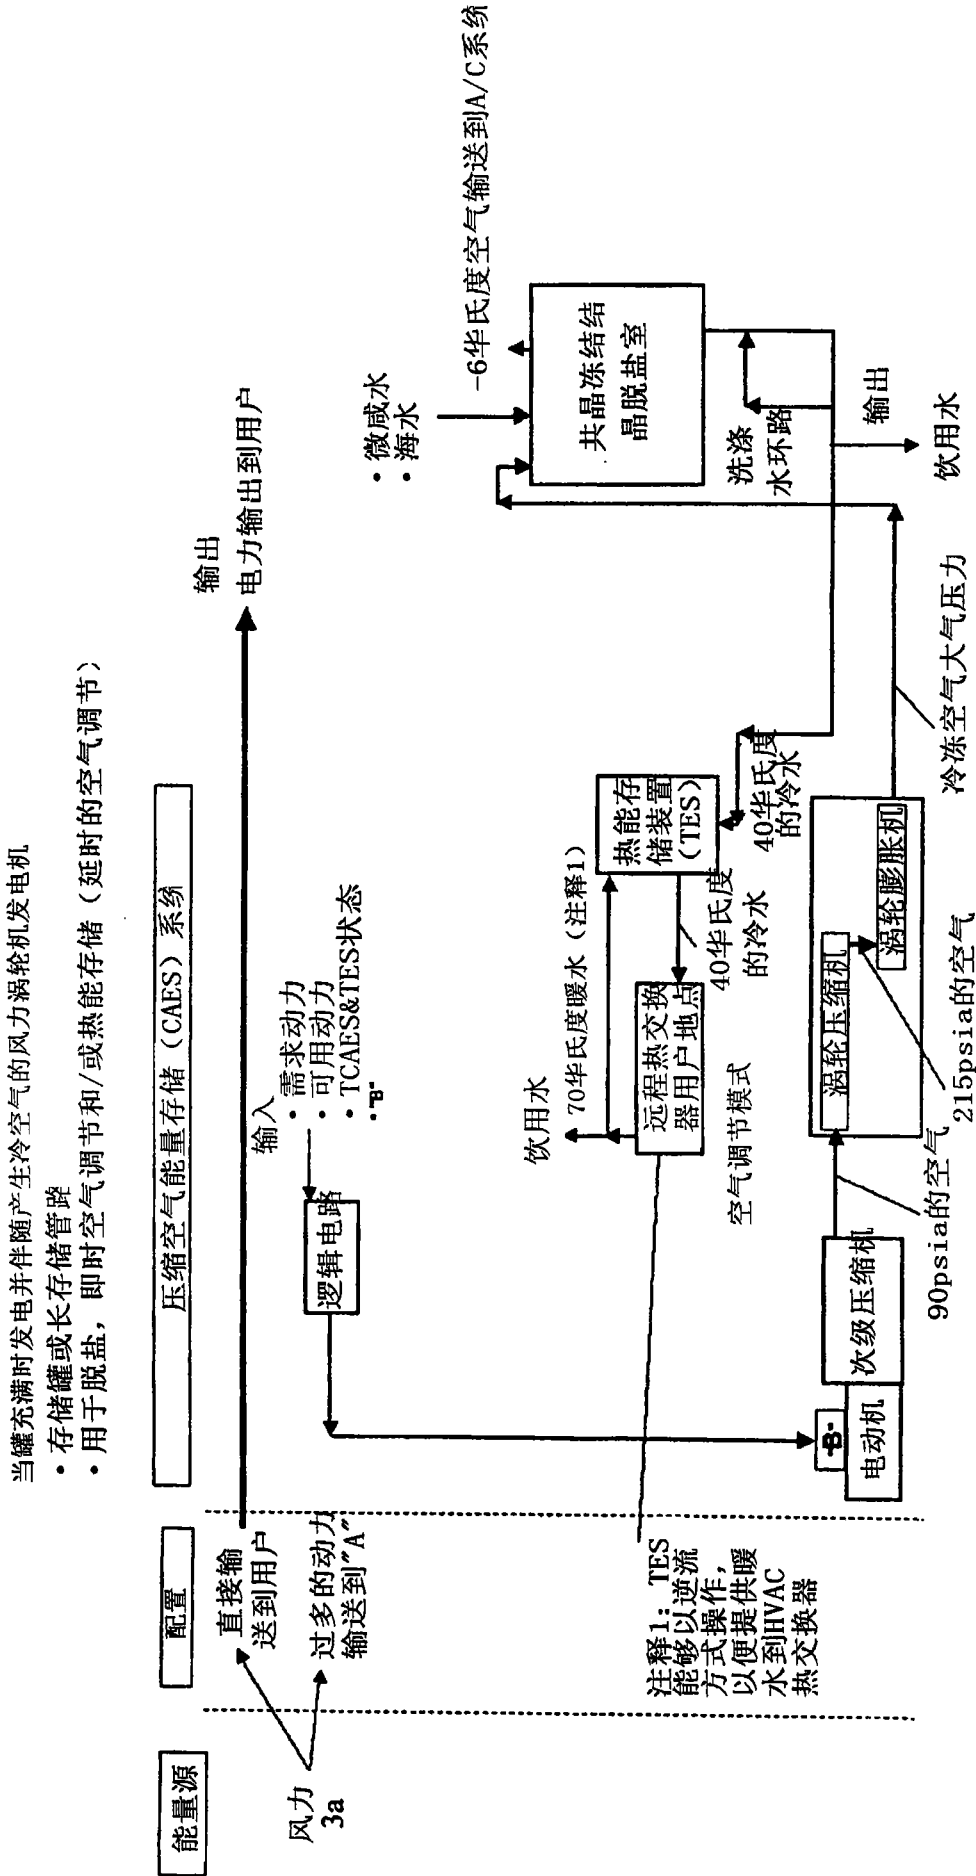 当罐充满时发电并伴随产生冷空气的风力涡轮机发电机
•存储罐或长存储管路
•用于脱盐，即时空气调节和/或热能存储（延时的空气调节）
能量源
配置
压缩空气能量存储（CAES）系统
风力
3a
直接输
送到用户
过多的动力
输送到"A"
输出
电力输出到用户
输入
•需求动力
•可用动力
•TCAES&TES状态
•-B-
逻辑电路
•微咸水
•海水
-6华氏度空气输送到A/C系统
共晶冻结结
晶脱盐室
洗涤
水环路
输出
饮用水
饮用水
70华氏度暖水（注释1）
热能存
储装置
（TES）
远程热交换
器用户地点
40华氏度
的冷水
40华氏度
的冷水
空气调节模式
注释1：TES
能够以逆流
方式操作，
以便提供暖
水到HVAC
热交换器
-B-
电动机
次级压缩机
90psia的空气
涡轮压缩机
涡轮膨胀机
215psia的空气
冷冻空气大气压力